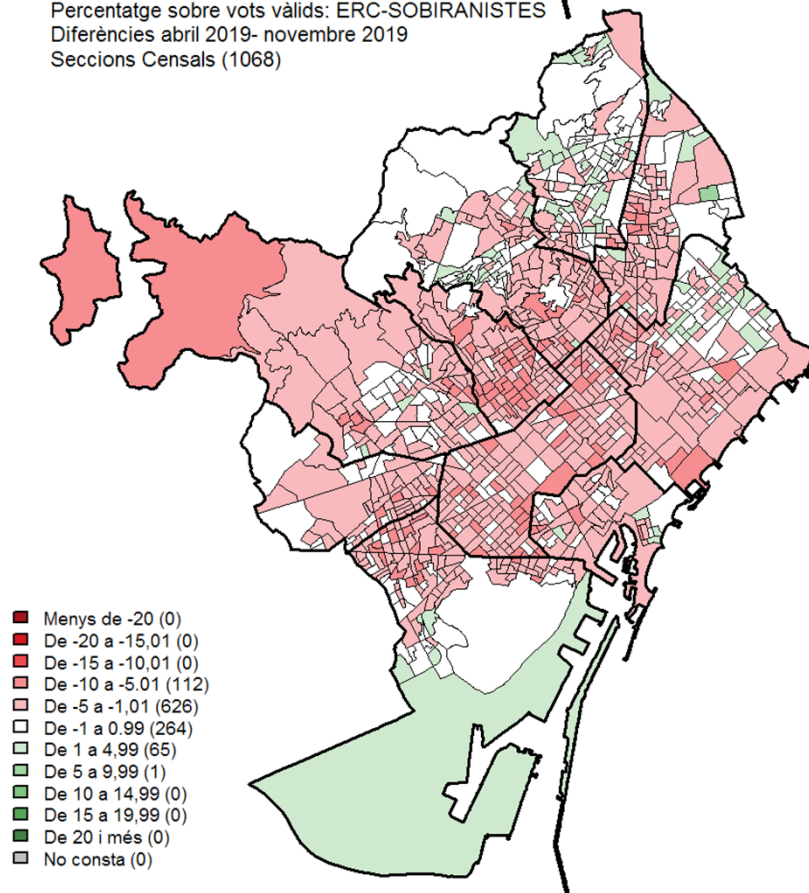 Percentatge sobre vots vàlids: ERC-SOBIRANISTES
Diferències abril 2019- novembre 2019
Seccions Censals (1068)
Menys de -20 (0)
De -20 a -15,01 (0)
De -15 a -10,01 (0)
De -10 a -5.01 (112)
De -5 a -1,01 (626)
De -1 a 0.99 (264)
De 1 a 4,99 (65)
De 5 a 9,99 (1)
De 10 a 14,99 (0)
De 15 a 19,99 (0)
De 20 i més (0)
No consta (0)